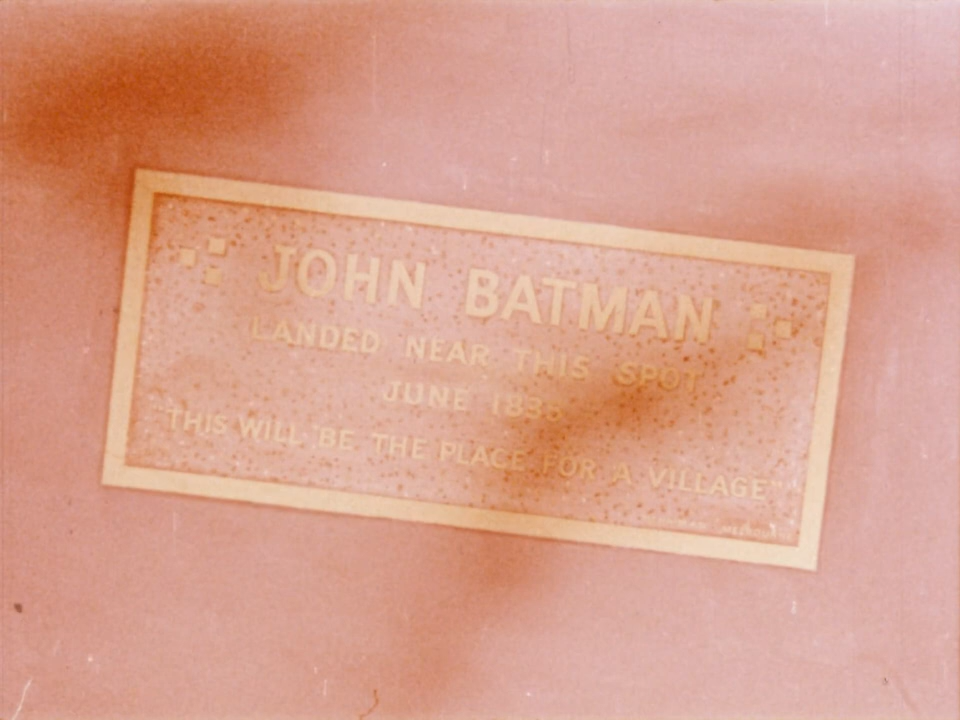 JOHN BATMAN
LANDED NEAR THIS SPOT
JUNE 1835
"THIS WILL BE THE PLACE FOR A VILLAGE"